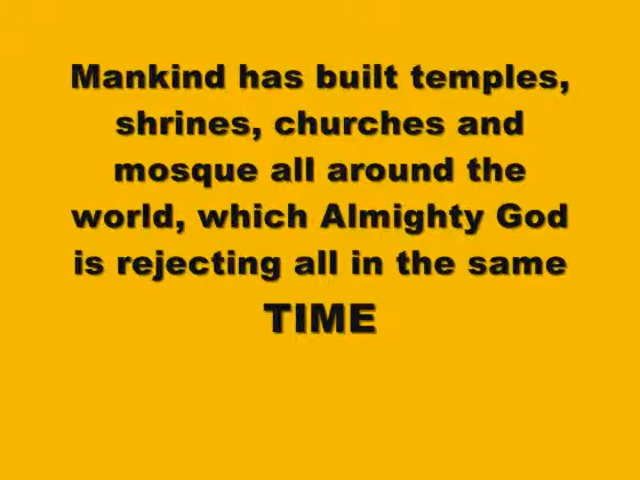 Mankind has built temples,
shrines, churches and
mosque all around the
world, which Almighty God
is rejecting all in the same
TIME